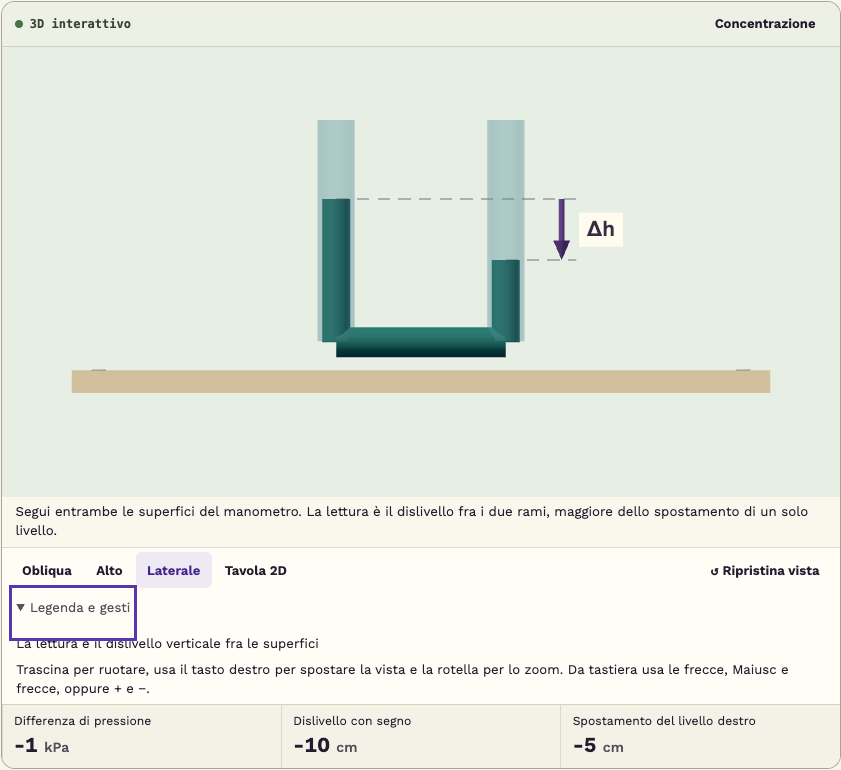 3D interattivo
Concentrazione
Δh
Segui entrambe le superfici del manometro. La lettura è il dislivello fra i due rami, maggiore dello spostamento di un solo
livello.
Obliqua Alto Laterale Tavola 2D ↺ Ripristina vista
▼ Legenda e gesti
La lettura è il dislivello verticale fra le superfici
Trascina per ruotare, usa il tasto destro per spostare la vista e la rotella per lo zoom. Da tastiera usa le frecce, Maiusc e
frecce, oppure + e −.
Differenza di pressione
-1 kPa
Dislivello con segno
-10 cm
Spostamento del livello destro
-5 cm